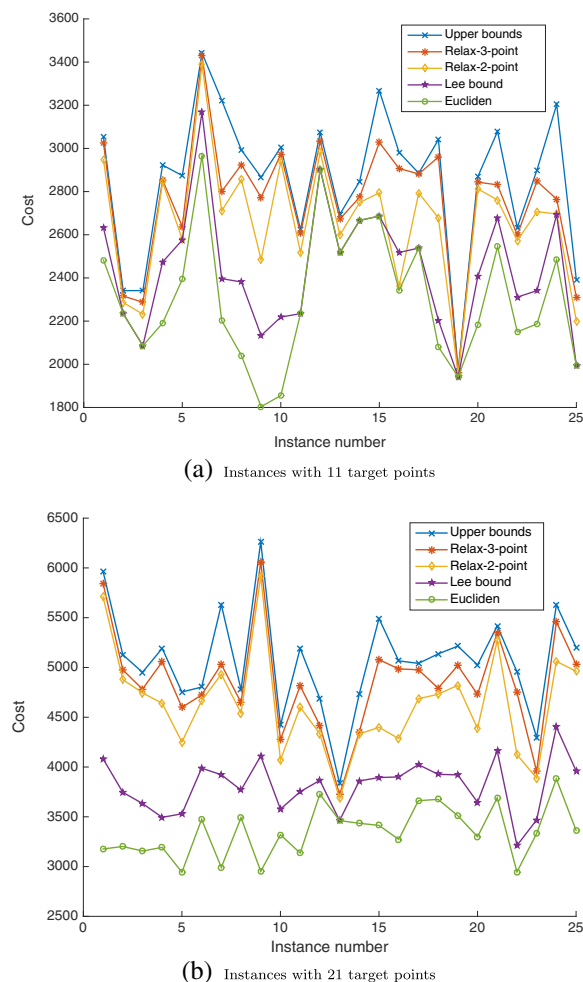 3600
3400
3200
3000
2800
2600
2400
2200
2000
1800
Cost
Upper bounds
Relax-3-point
Relax-2-point
Lee bound
Eucliden
0 5 10 15 20 25
Instance number
(a) Instances with 11 target points
6500
6000
5500
5000
4500
4000
3500
3000
2500
Cost
Upper bounds
Relax-3-point
Relax-2-point
Lee bound
Eucliden
0 5 10 15 20 25
Instance number
(b) Instances with 21 target points